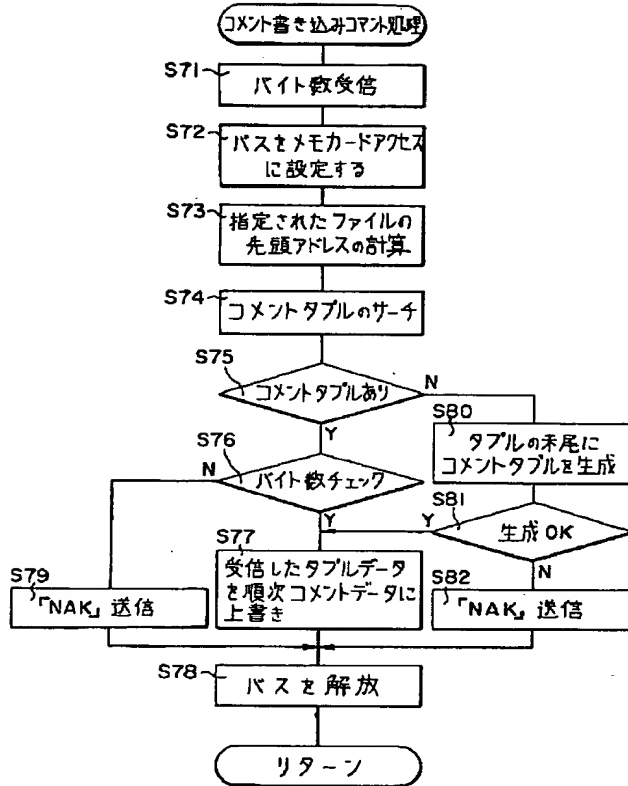 コメント書き込みコマンド処理
S71
バイト数受信
S72
バスをメモカードアクセス
に設定する
S73
指定されたファイルの
先頭アドレスの計算
S74
コメントタプルのサーチ
S75
コメントタプルあり
N
Y
S80
タプルの末尾に
コメントタプルを生成
S76
バイト数チェック
N
Y
S81
生成OK
Y
N
S77
受信したタプルデータ
を順次コメントデータに
上書き
S79
「NAK」送信
S82
「NAK」送信
S78
バスを解放
リターン